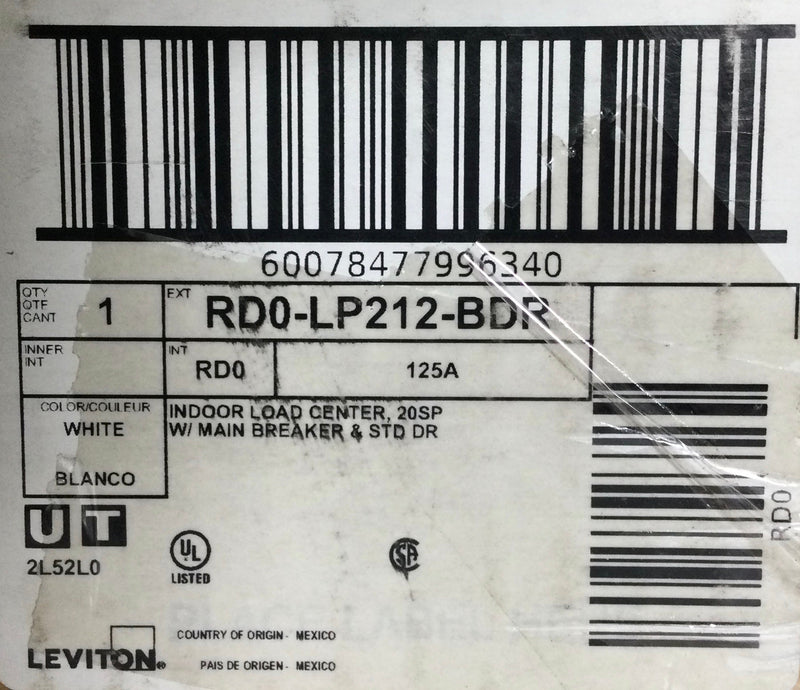 60078477996340
QTY
QTE
CANT
1
EXT
RD0-LP212-BDR
INNER
INT
INT
RD0
125A
COLOR/COULEUR
WHITE
BLANCO
INDOOR LOAD CENTER, 20SP
W/ MAIN BREAKER & STD DR
RD0
UT
2L52L0
UL
LISTED
SA
COUNTRY OF ORIGIN - MEXICO
LEVITON®
PAIS DE ORIGEN - MEXICO